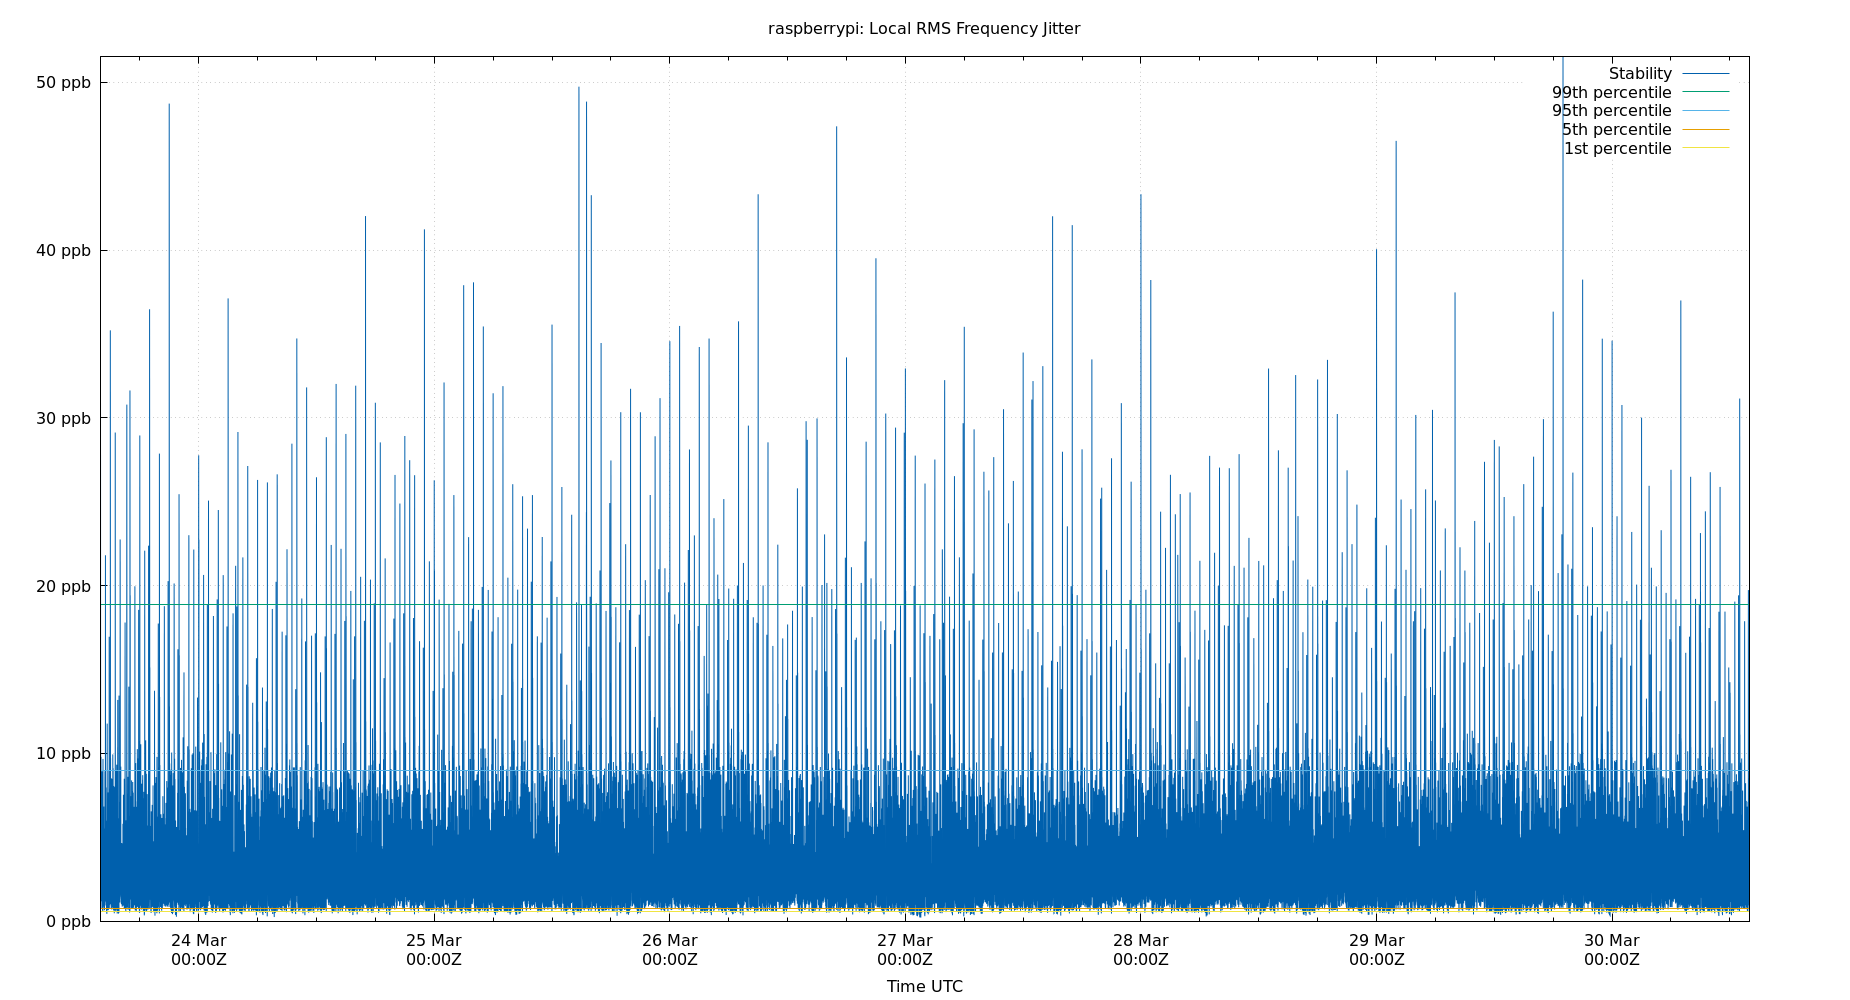 raspberrypi: Local RMS Frequency Jitter
50 ppb
40 ppb
30 ppb
20 ppb
10 ppb
0 ppb
Stability
99th percentile
95th percentile
5th percentile
1st percentile
24 Mar
00:00Z
25 Mar
00:00Z
26 Mar
00:00Z
27 Mar
00:00Z
28 Mar
00:00Z
29 Mar
00:00Z
30 Mar
00:00Z
Time UTC